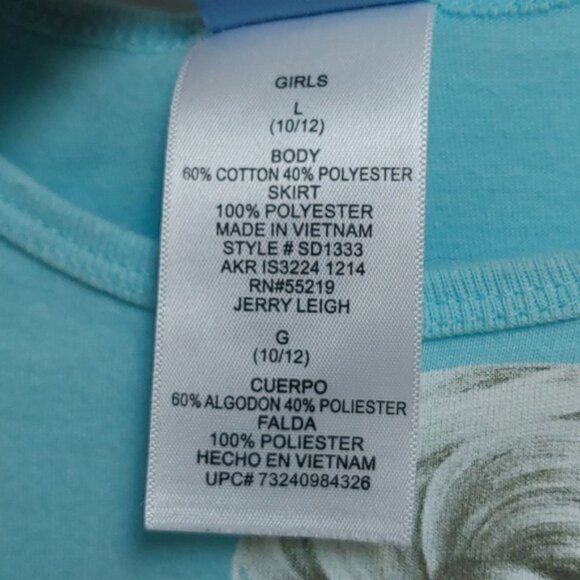 GIRLS
L
(10/12)
BODY
60% COTTON 40% POLYESTER
SKIRT
100% POLYESTER
MADE IN VIETNAM
STYLE # SD1333
AKR IS3224 1214
RN#55219
JERRY LEIGH
G
(10/12)
CUERPO
60% ALGODON 40% POLIESTER
FALDA
100% POLIESTER
HECHO EN VIETNAM
UPC# 73240984326